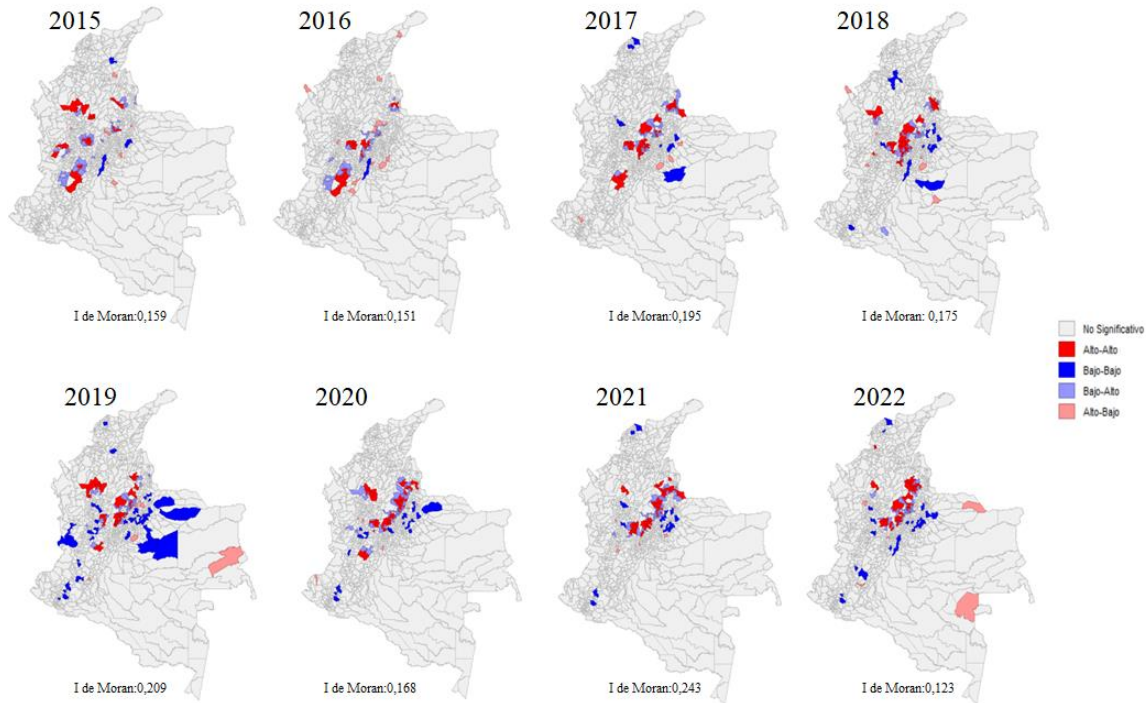 2015
2016
2017
2018
I de Moran:0,159
I de Moran:0,151
I de Moran:0,195
I de Moran: 0,175
No Significativo
Alto-Alto
Bajo-Bajo
Bajo-Alto
Alto-Bajo
2019
2020
2021
2022
I de Moran:0,209
I de Moran:0,168
I de Moran:0,243
I de Moran:0,123